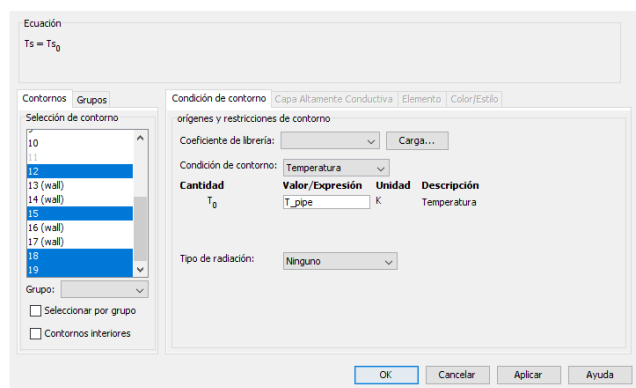 Ecuación
Ts = Ts0
Contornos Grupos
Selección de contorno
10
11
12
13 (wall)
14 (wall)
15
16 (wall)
17 (wall)
18
19
Grupo:
Seleccionar por grupo
Contornos interiores
Condición de contorno Capa Altamente Conductiva Elemento Color/Estilo
orígenes y restricciones de contorno
Coeficiente de librería: Carga...
Condición de contorno: Temperatura
Cantidad Valor/Expresión Unidad Descripción
T0 T_pipe K Temperatura
Tipo de radiación: Ninguno
OK Cancelar Aplicar Ayuda